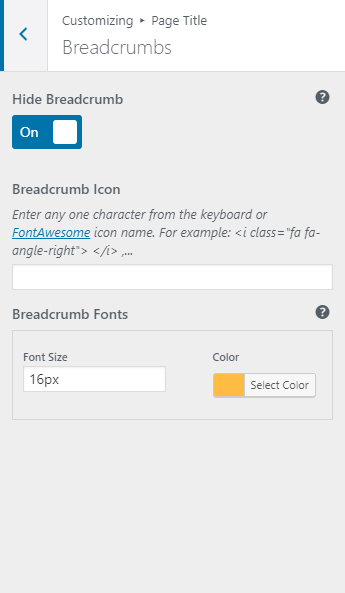 Customizing ▸ Page Title
Breadcrumbs
Hide Breadcrumb
On
Breadcrumb Icon
Enter any one character from the keyboard or
FontAwesome icon name. For example: <i class="fa fa-
angle-right"> </i> ,...
Breadcrumb Fonts
Font Size
Color
16px
Select Color